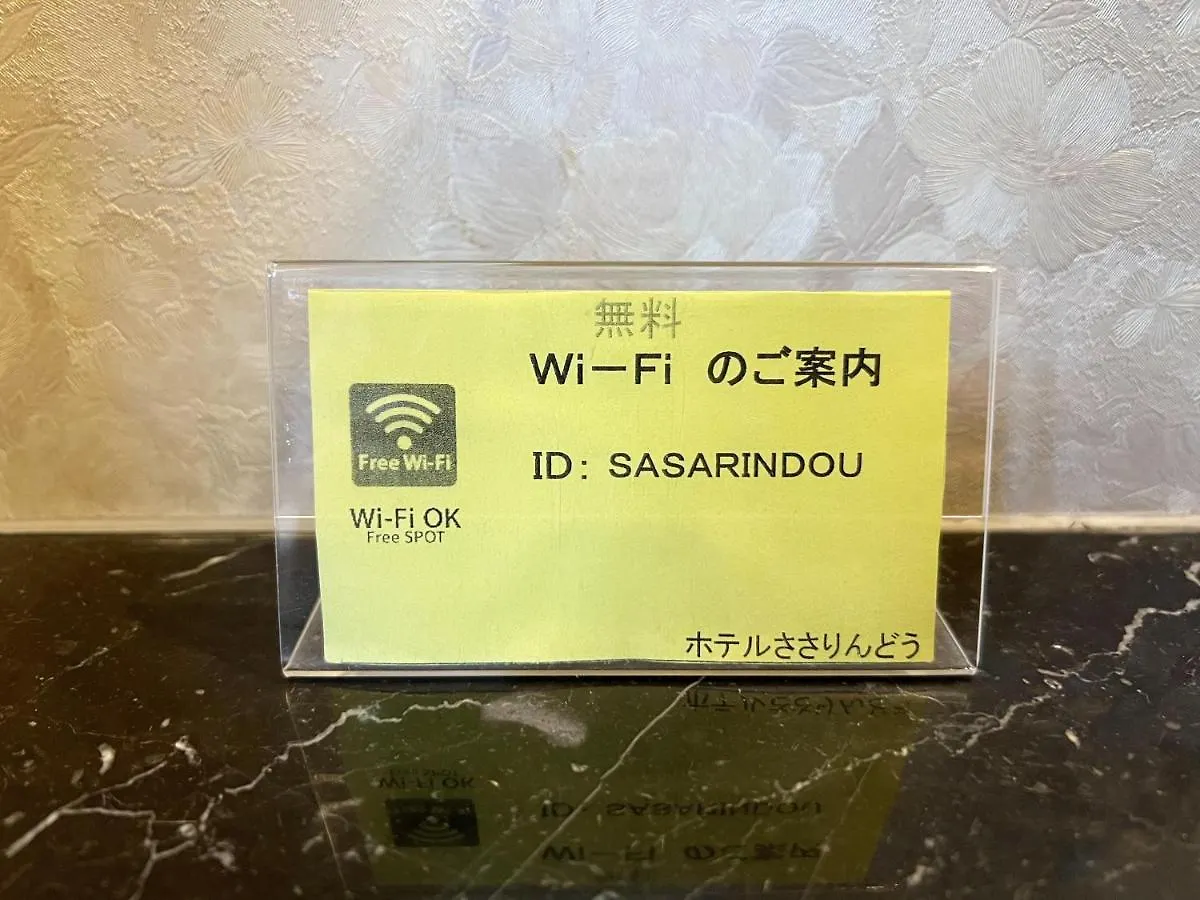 無料
Wi－Fi のご案内
Free Wi-Fi
ID: SASARINDOU
Wi-Fi OK
Free SPOT
ホテルささりんどう